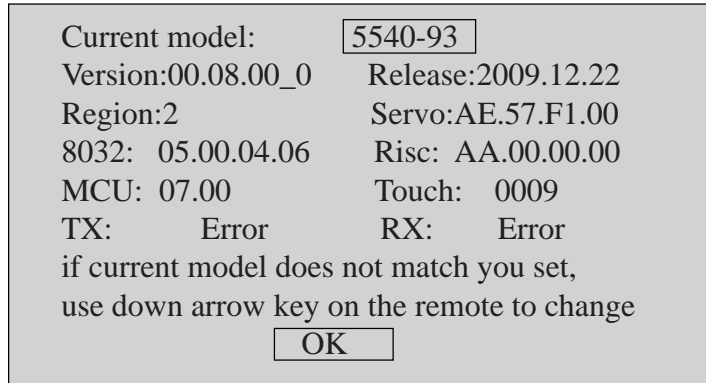 Current model: 5540-93
Version:00.08.00_0 Release:2009.12.22
Region:2 Servo:AE.57.F1.00
8032: 05.00.04.06 Risc: AA.00.00.00
MCU: 07.00 Touch: 0009
TX: Error RX: Error
if current model does not match you set,
use down arrow key on the remote to change
OK